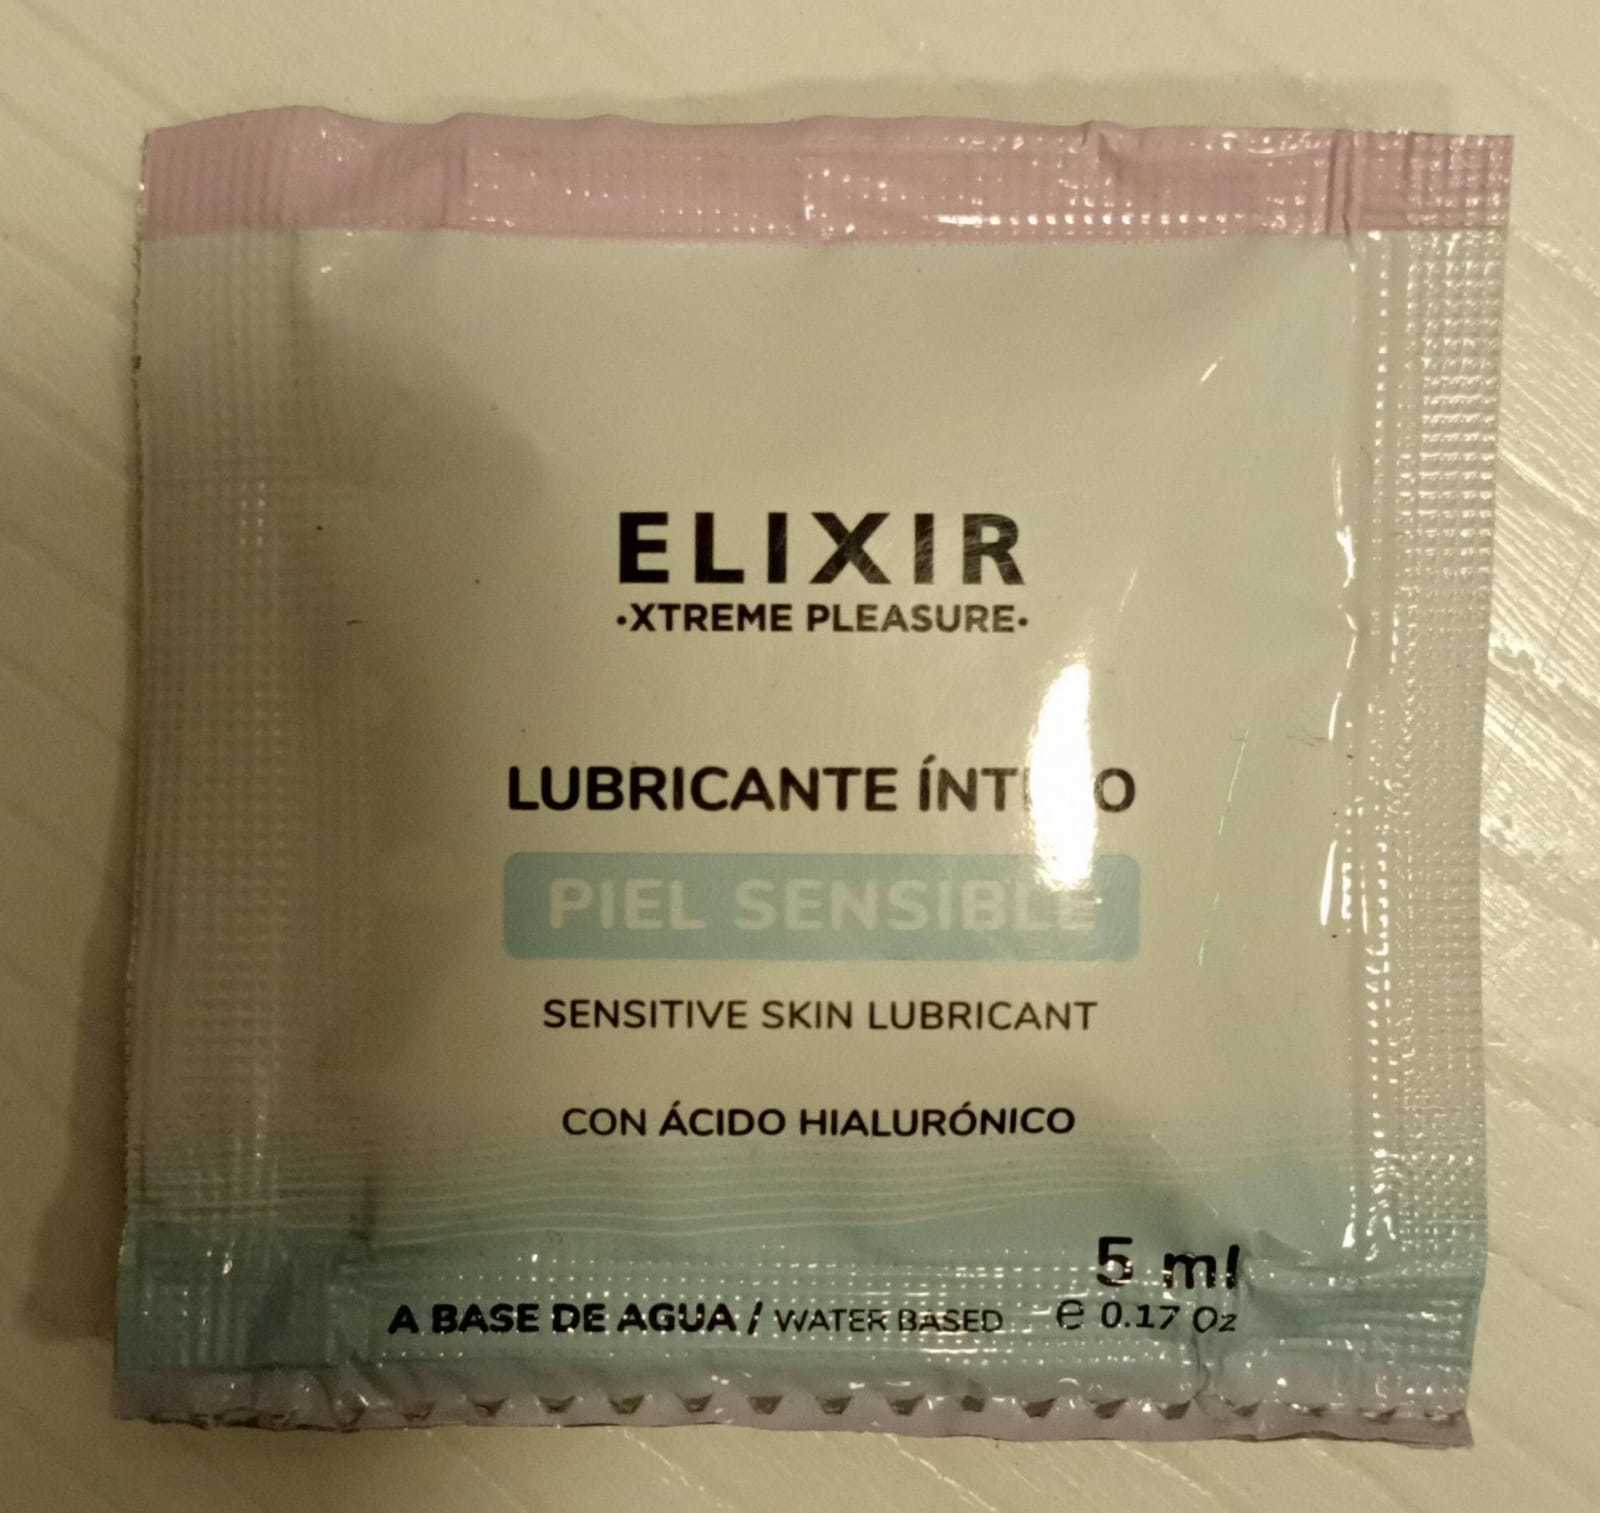 ELIXIR
·XTREME PLEASURE·
LUBRICANTE
PIEL SENSIBLE
SENSITIVE SKIN LUBRICANT
CON ÁCIDO HIALURÓNICO
5 ml
A BASE DE AGUA / WATER BASED ℮ 0.17 Oz